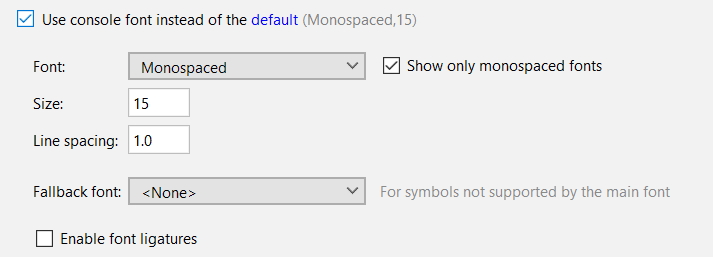 Use console font instead of the default (Monospaced,15)
Font: Monospaced Show only monospaced fonts
Size: 15
Line spacing: 1.0
Fallback font: <None> For symbols not supported by the main font
Enable font ligatures